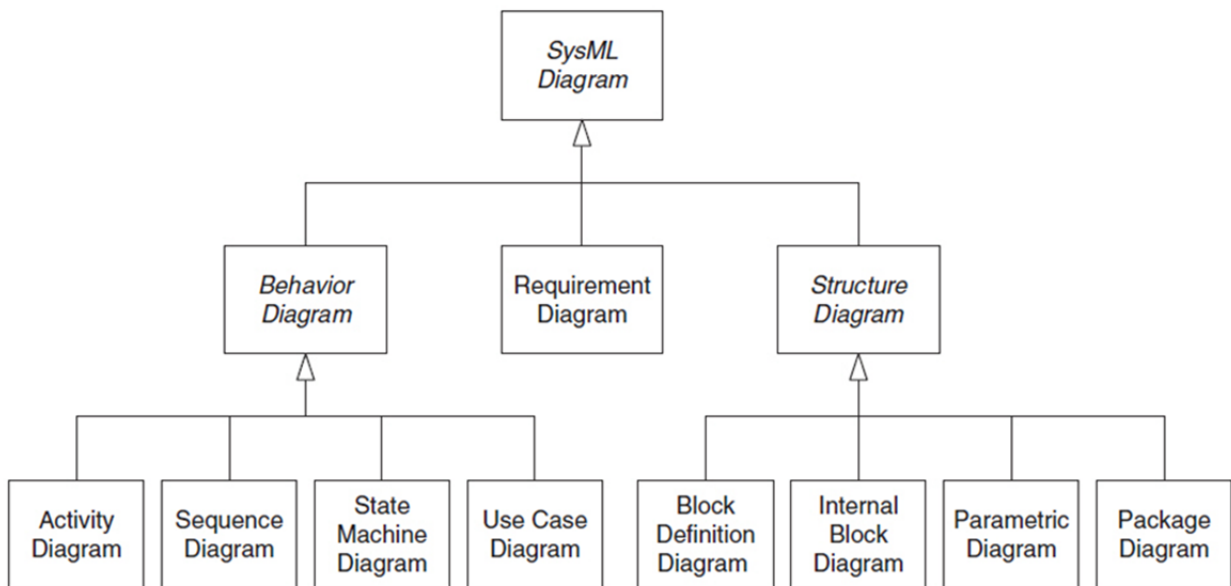 SysML
Diagram
Behavior
Diagram
Requirement
Diagram
Structure
Diagram
Activity
Diagram
Sequence
Diagram
State
Machine
Diagram
Use Case
Diagram
Block
Definition
Diagram
Internal
Block
Diagram
Parametric
Diagram
Package
Diagram